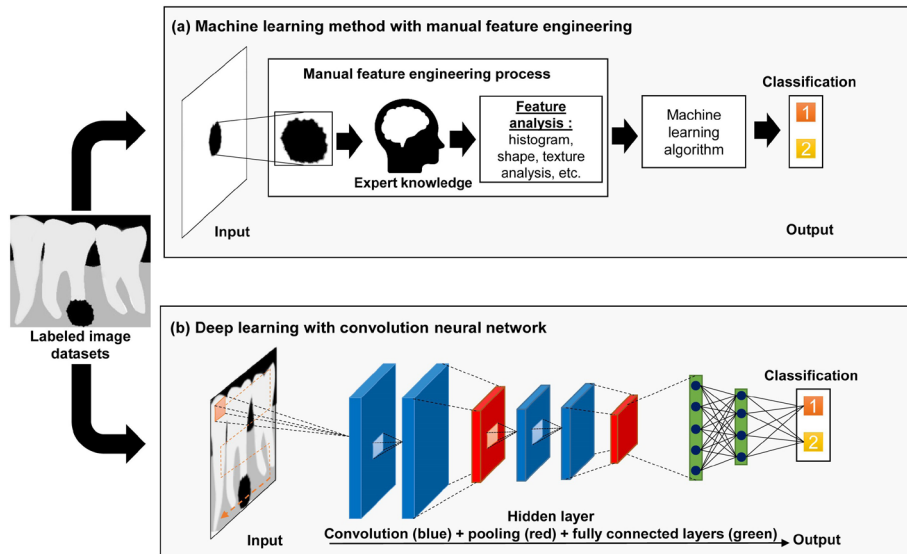 (a) Machine learning method with manual feature engineering
Manual feature engineering process
Classification
Feature
analysis :
histogram,
shape, texture
analysis, etc.
Machine
learning
algorithm
1
2
Expert knowledge
Input
Output
Labeled image
datasets
(b) Deep learning with convolution neural network
Classification
1
2
Hidden layer
Input
Convolution (blue) + pooling (red) + fully connected layers (green)
Output